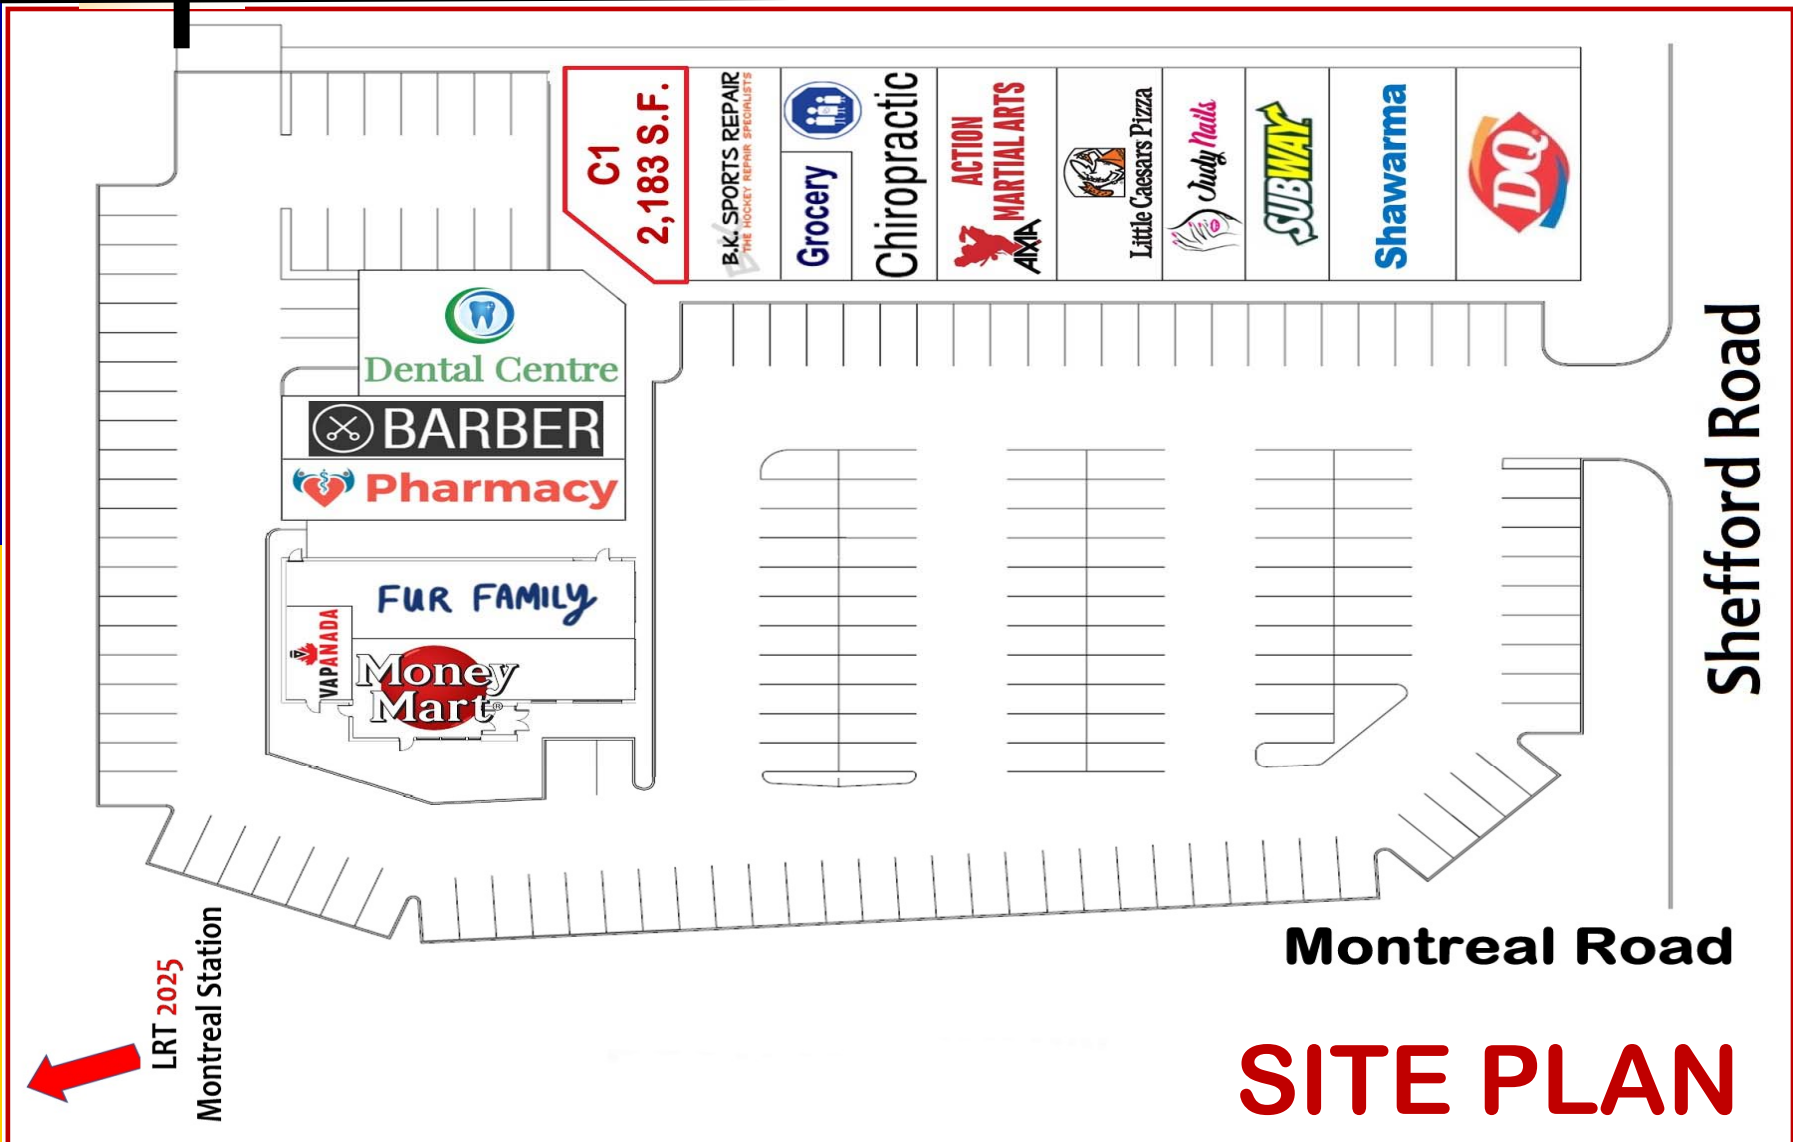 C1
2,183 S.F.
B.K. SPORTS REPAIR
THE HOCKEY REPAIR SPECIALISTS
Grocery
Chiropractic
ACTION
MARTIAL ARTS
AMA
Little Caesars Pizza
Judy Nails
SUBWAY
Shawarma
DQ
Dental Centre
BARBER
Pharmacy
FUR FAMILY
VAPANADA
Money
Mart®
Shefford Road
Montreal Road
LRT 2025
Montreal Station
SITE PLAN